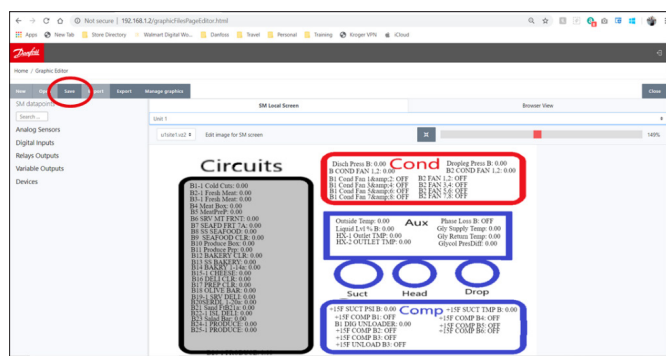 Not secure | 192.168.1.2/graphicFilesPageEditor.html
Apps New Tab Store Directory Walmart Digital Wo... Danfoss Travel Personal Training Kroger VPN iCloud
Danfoss
Home / Graphic Editor
New Save Export Manage graphics Close
SM datapoints SM Local Screen Browser View
Search ... Unit 1
Analog Sensors
u1site1.vz2 Edit image for SM screen 149%
Digital Inputs
Relays Outputs
Variable Outputs
Devices
Circuits
B1-1 Cold Cuts: 0.00
B2-1 Fresh Meat: 0.00
B3-1 Fresh Meat: 0.00
B4 Meat Box: 0.00
B5 MeatPreP: 0.00
B6 SRV MT FRNT: 0.00
B7 SEAFD FRT 7A: 0.00
B8 SS SEAFOOD: 0.00
B9 SEAFOOD CLR: 0.00
B10 Produce Box: 0.00
B11 Produce Prp: 0.00
B12 BAKERY CLR: 0.00
B13 SS BAKERY: 0.00
B14 BAKRY 1-14a: 0.00
B15-1 CHEESE: 0.00
B16 DELI CLR: 0.00
B17 PREP CLR: 0.00
B18 OLIVE BAR: 0.00
B19-1 SRV DELI: 0.00
B20SERDL 1-20a: 0.00
B21 Sand FtB21a: 0.00
B22-1 ISL DELI: 0.00
B23 Salad Bar: 0.00
B24-1 PRODUCE: 0.00
B25-1 PRODUCE: 0.00
Cond
Disch Press B: 0.00 Dropleg Press B: 0.00
B COND FAN 1,2: 0.00 B2 COND FAN 1,2: 0.00
B1 Cond Fan 1&amp;2: OFF B2 FAN 1,2: OFF
B1 Cond Fan 3&amp;4: OFF B2 FAN 3,4: OFF
B1 Cond Fan 5&amp;6: OFF B2 FAN 5,6: OFF
B1 Cond Fan 7&amp;8: OFF B2 FAN 7,8: OFF
Aux
Outside Temp: 0.00 Phase Loss B: OFF
Liquid Lvl % B: 0.00 Gly Supply Temp: 0.00
HX-1 Outlet TMP: 0.00 Gly Return Temp: 0.00
HX-2 OUTLET TMP: 0.00 Glycol PresDiff: 0.00
Suct Head Drop
Comp
+15F SUCT PSI B: 0.00 +15F SUCT TMP B: 0.00
+15F COMP B1: OFF +15F COMP B4: OFF
B1 DIG UNLOADER: 0.00 +15F COMP B5: OFF
+15F COMP B2: OFF +15F COMP B6: OFF
+15F COMP B3: OFF
+15F UNLOAD B3: OFF